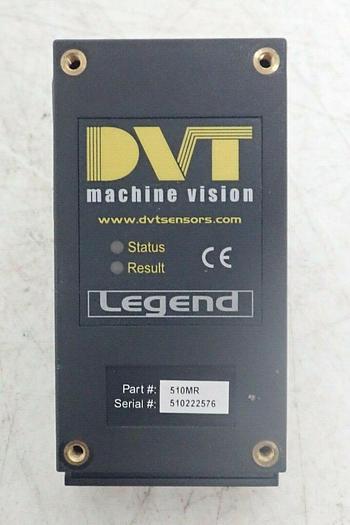 DVT
machine vision
www.dvtsensors.com
Status
Result
CE
Legend
Part #: 510MR
Serial #: 510222576